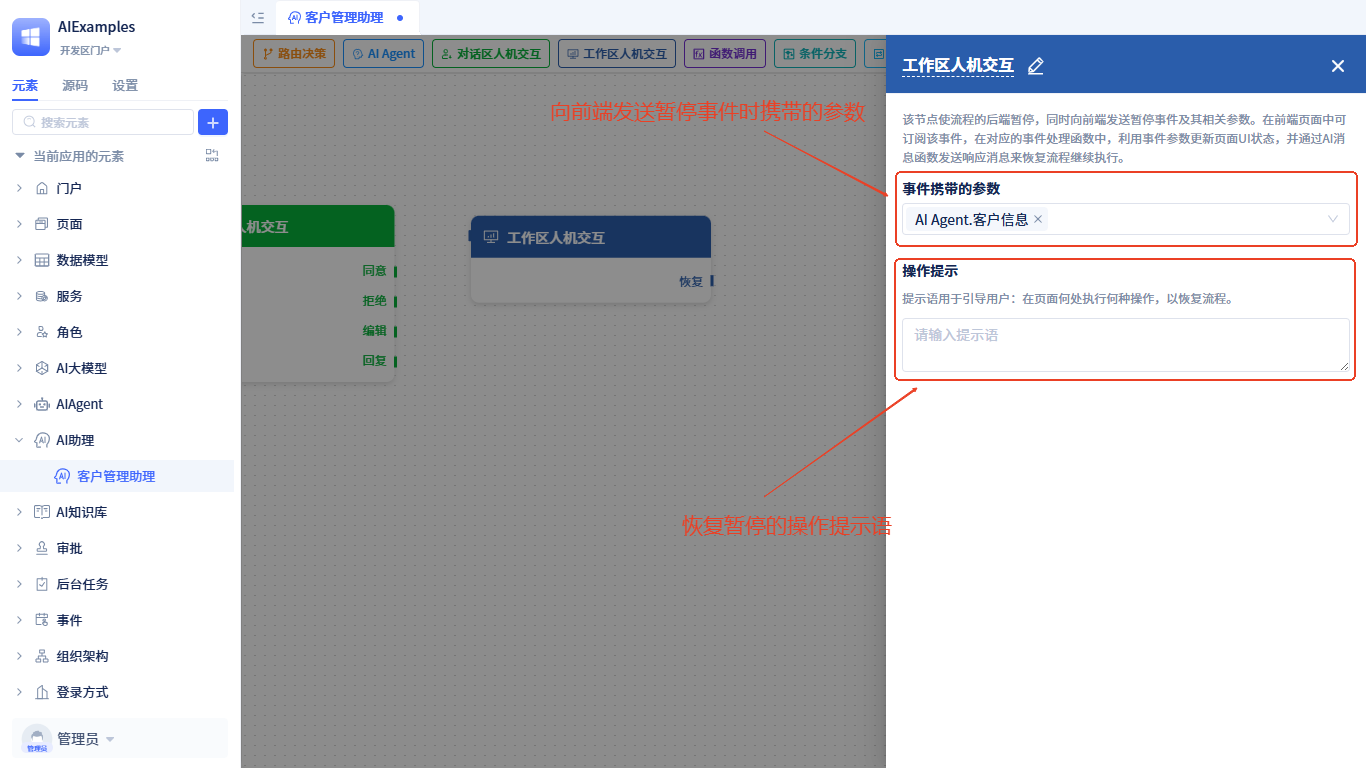 AIExamples
开发区门户
元素 源码 设置
搜索元素
当前应用的元素
门户
页面
数据模型
服务
角色
AI大模型
AIAgent
AI助理
客户管理助理
AI知识库
审批
后台任务
事件
组织架构
登录方式
管理员
管理员
客户管理助理
路由决策 AI Agent 对话区人机交互 工作区人机交互 函数调用 条件分支
向前端发送暂停事件时携带的参数
人机交互
同意
拒绝
编辑
回复
工作区人机交互
恢复
恢复暂停的操作提示语
工作区人机交互
该节点使流程的后端暂停，同时向前端发送暂停事件及其相关参数。在前端页面中可
订阅该事件，在对应的事件处理函数中，利用事件参数更新页面UI状态，并通过AI消
息函数发送响应消息来恢复流程继续执行。
事件携带的参数
AI Agent.客户信息
操作提示
提示语用于引导用户：在页面何处执行何种操作，以恢复流程。
请输入提示语